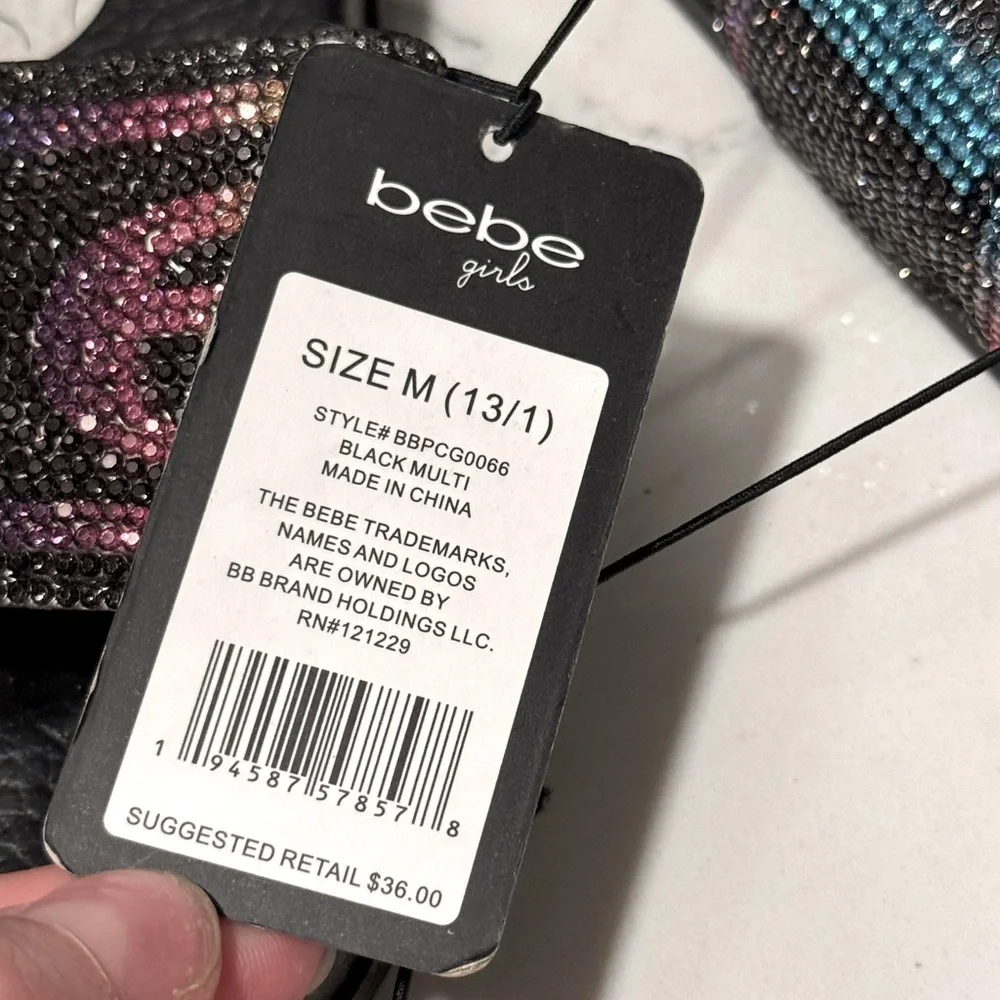 bebe
girls
SIZE M (13/1)
STYLE# BBPCG0066
BLACK MULTI
MADE IN CHINA
THE BEBE TRADEMARKS,
NAMES AND LOGOS
ARE OWNED BY
BB BRAND HOLDINGS LLC.
RN#121229
1 94587 57857 8
SUGGESTED RETAIL $36.00